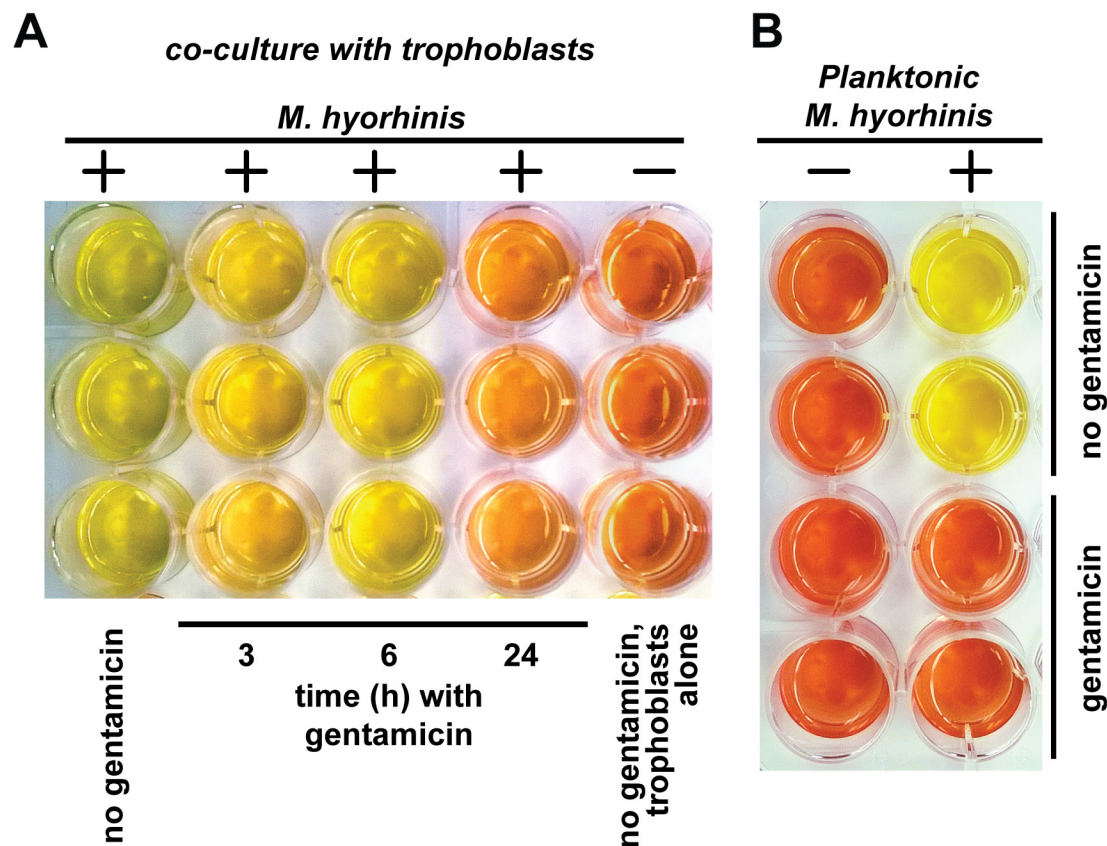 A
co-culture with trophoblasts
M. hyorhinis
+ + + + −
no gentamicin
3 6 24
time (h) with
gentamicin
no gentamicin,
trophoblasts
alone
B
Planktonic
M. hyorhinis
− +
no gentamicin
gentamicin